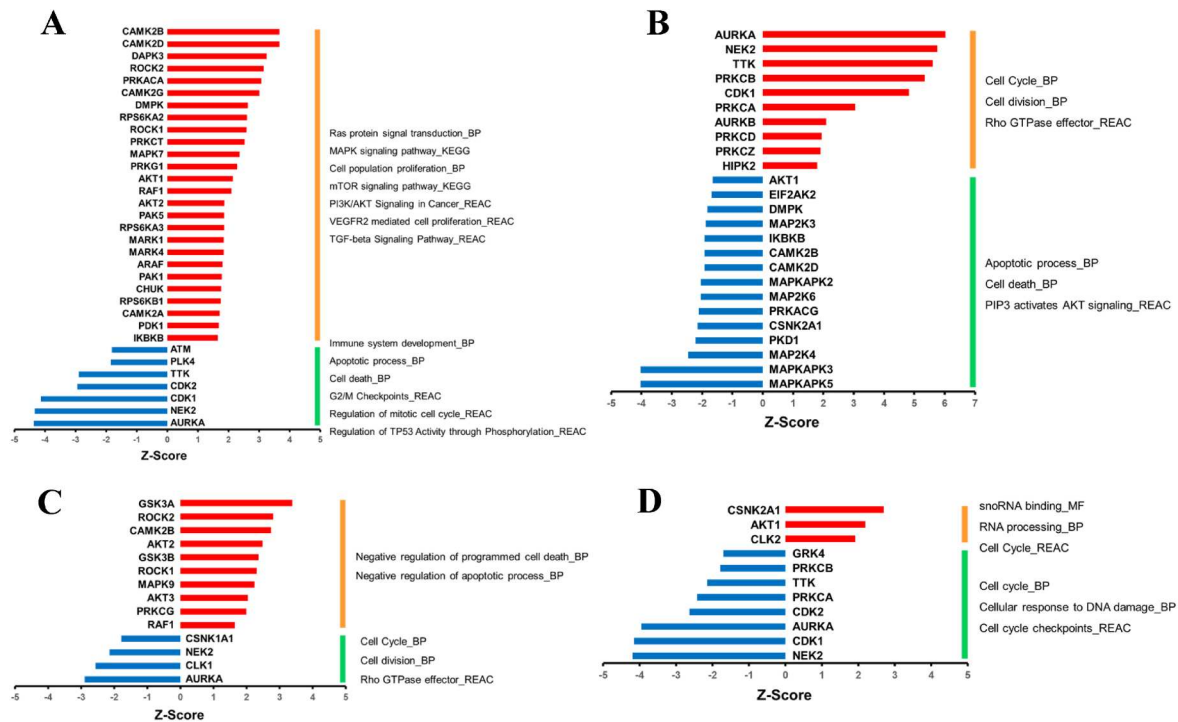 A
CAMK2B
CAMK2D
DAPK3
ROCK2
PRKACA
CAMK2G
DMPK
RPS6KA2
ROCK1
PRKCT
MAPK7
PRKG1
AKT1
RAF1
AKT2
PAK5
RPS6KA3
MARK1
MARK4
ARAF
PAK1
CHUK
RPS6KB1
CAMK2A
PDK1
IKBKB
ATM
PLK4
TTK
CDK2
CDK1
NEK2
AURKA
Ras protein signal transduction_BP
MAPK signaling pathway_KEGG
Cell population proliferation_BP
mTOR signaling pathway_KEGG
PI3K/AKT Signaling in Cancer_REAC
VEGFR2 mediated cell proliferation_REAC
TGF-beta Signaling Pathway_REAC
Immune system development_BP
Apoptotic process_BP
Cell death_BP
G2/M Checkpoints_REAC
Regulation of mitotic cell cycle_REAC
Regulation of TP53 Activity through Phosphorylation_REAC
-5 -4 -3 -2 -1 0 1 2 3 4 5
Z-Score
B
AURKA
NEK2
TTK
PRKCB
CDK1
PRKCA
AURKB
PRKCD
PRKCZ
HIPK2
AKT1
EIF2AK2
DMPK
MAP2K3
IKBKB
CAMK2B
CAMK2D
MAPKAPK2
MAP2K6
PRKACG
CSNK2A1
PKD1
MAP2K4
MAPKAPK3
MAPKAPK5
Cell Cycle_BP
Cell division_BP
Rho GTPase effector_REAC
Apoptotic process_BP
Cell death_BP
PIP3 activates AKT signaling_REAC
-5 -4 -3 -2 -1 0 1 2 3 4 5 6 7
Z-Score
C
GSK3A
ROCK2
CAMK2B
AKT2
GSK3B
ROCK1
MAPK9
AKT3
PRKCG
RAF1
CSNK1A1
NEK2
CLK1
AURKA
Negative regulation of programmed cell death_BP
Negative regulation of apoptotic process_BP
Cell Cycle_BP
Cell division_BP
Rho GTPase effector_REAC
-5 -4 -3 -2 -1 0 1 2 3 4 5
Z-Score
D
CSNK2A1
AKT1
CLK2
GRK4
PRKCB
TTK
PRKCA
CDK2
AURKA
CDK1
NEK2
snoRNA binding_MF
RNA processing_BP
Cell Cycle_REAC
Cell cycle_BP
Cellular response to DNA damage_BP
Cell cycle checkpoints_REAC
-5 -4 -3 -2 -1 0 1 2 3 4 5
Z-Score